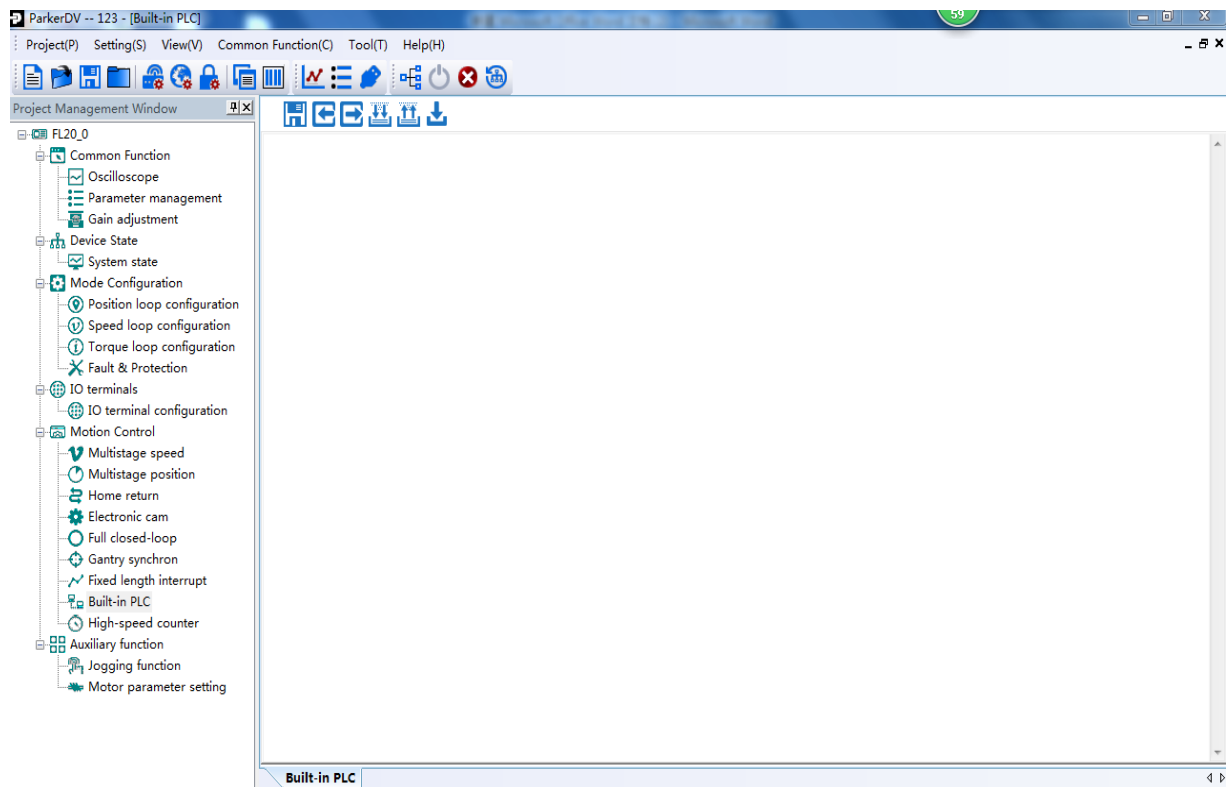 ParkerDV -- 123 - [Built-in PLC]
59
Project(P) Setting(S) View(V) Common Function(C) Tool(T) Help(H)
Project Management Window
FL20_0
Common Function
Oscilloscope
Parameter management
Gain adjustment
Device State
System state
Mode Configuration
Position loop configuration
Speed loop configuration
Torque loop configuration
Fault & Protection
IO terminals
IO terminal configuration
Motion Control
Multistage speed
Multistage position
Home return
Electronic cam
Full closed-loop
Gantry synchron
Fixed length interrupt
Built-in PLC
High-speed counter
Auxiliary function
Jogging function
Motor parameter setting
Built-in PLC